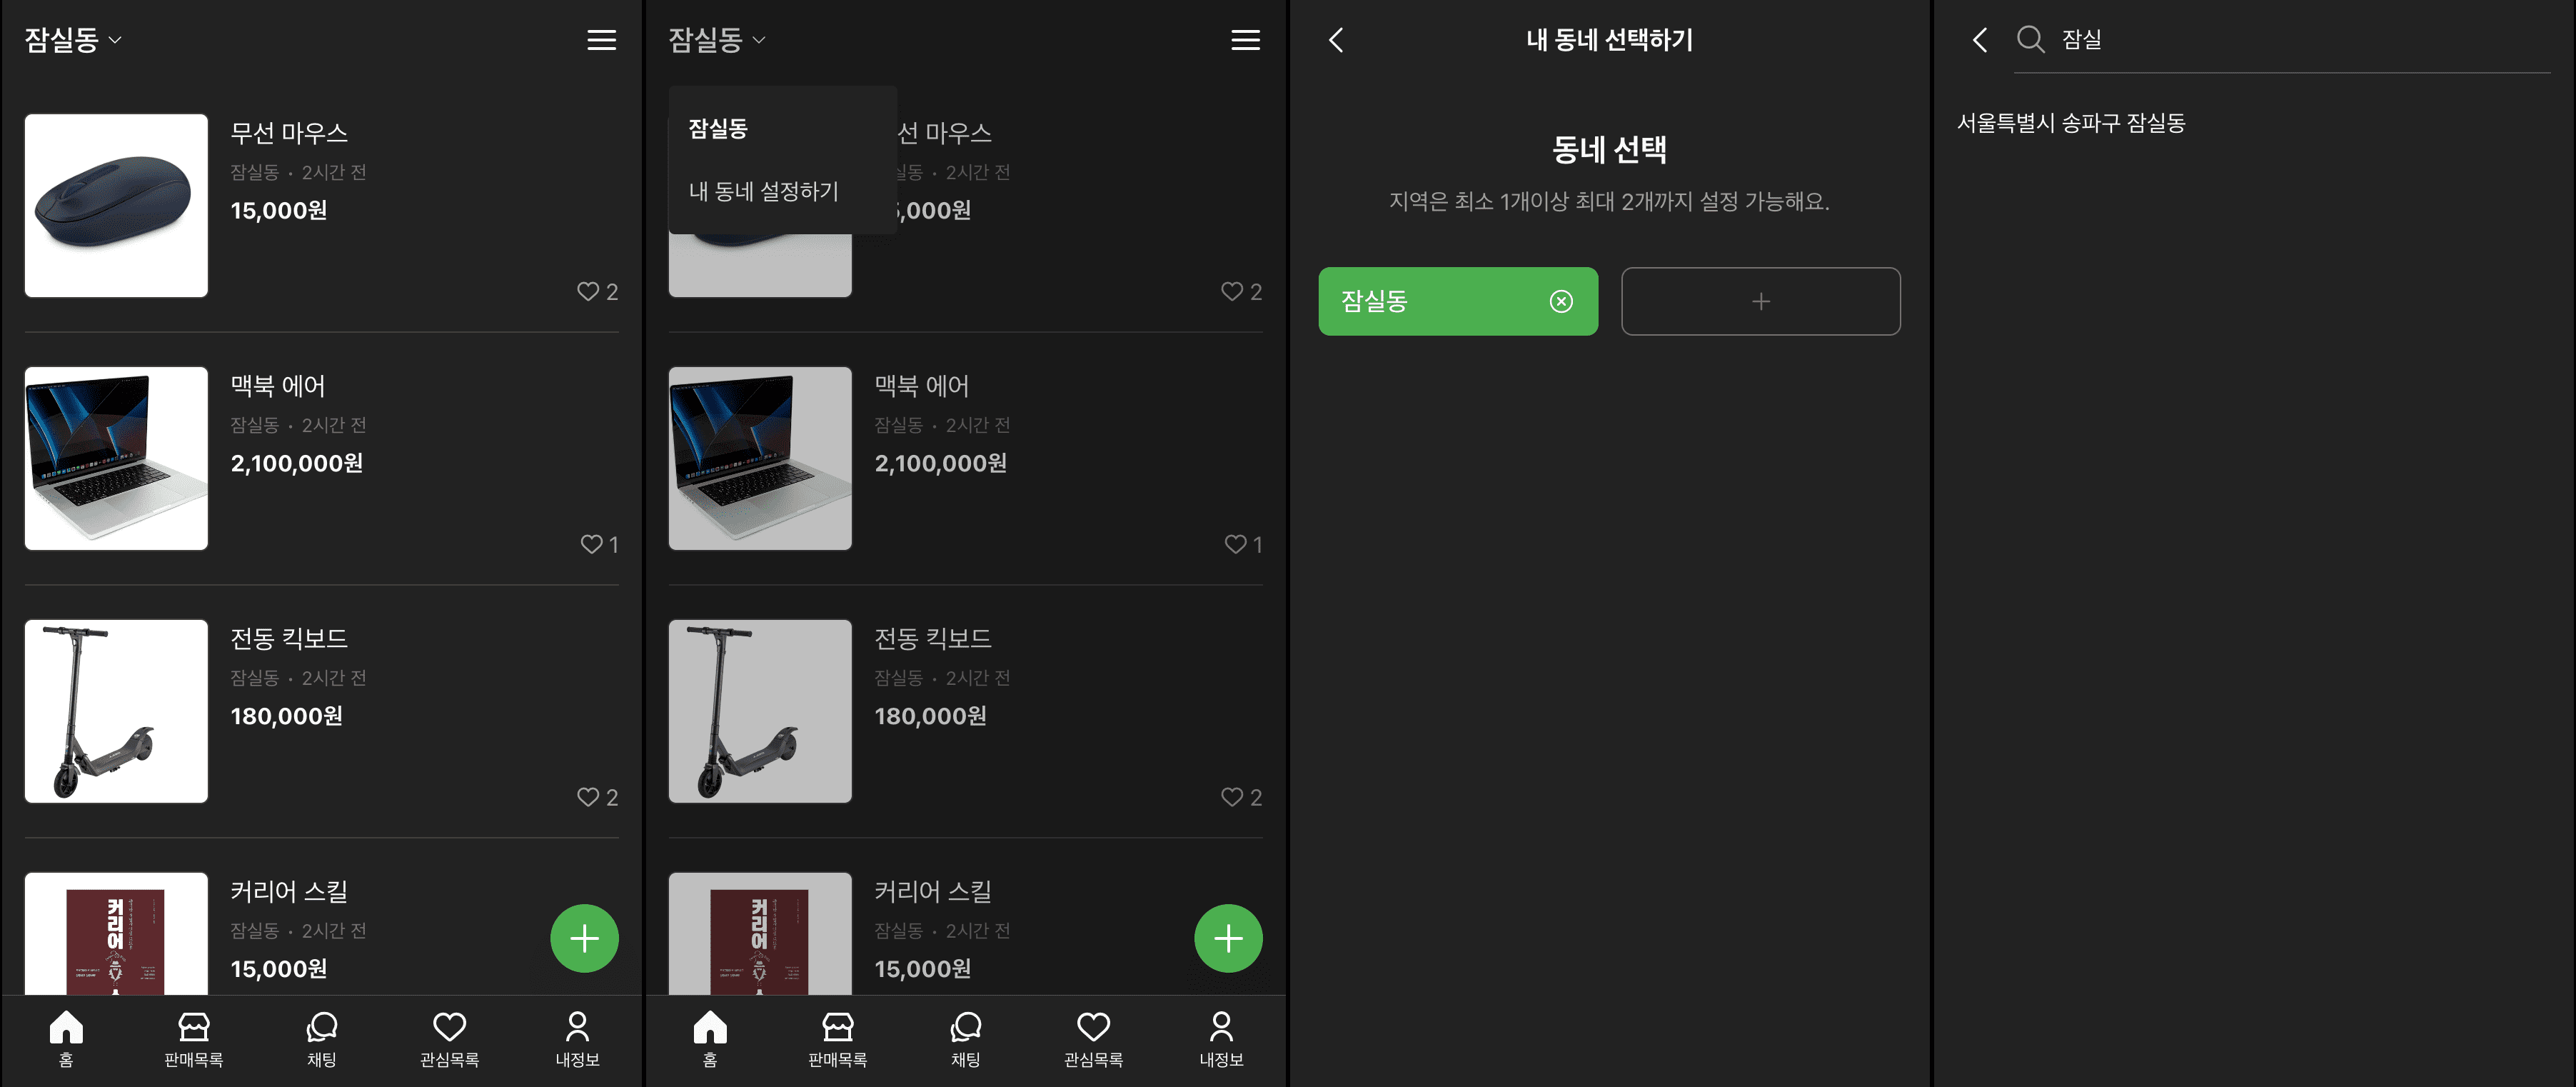 잠실동
무선 마우스
잠실동 · 2시간 전
15,000원
2
맥북 에어
잠실동 · 2시간 전
2,100,000원
1
전동 킥보드
잠실동 · 2시간 전
180,000원
2
커리어 스킬
잠실동 · 2시간 전
15,000원
커리어
홈
판매목록
채팅
관심목록
내정보
잠실동
잠실동
내 동네 설정하기
선 마우스
실동 · 2시간 전
,000원
2
맥북 에어
잠실동 · 2시간 전
2,100,000원
1
전동 킥보드
잠실동 · 2시간 전
180,000원
2
커리어 스킬
잠실동 · 2시간 전
15,000원
커리어
홈
판매목록
채팅
관심목록
내정보
내 동네 선택하기
동네 선택
지역은 최소 1개이상 최대 2개까지 설정 가능해요.
잠실동
잠실
서울특별시 송파구 잠실동